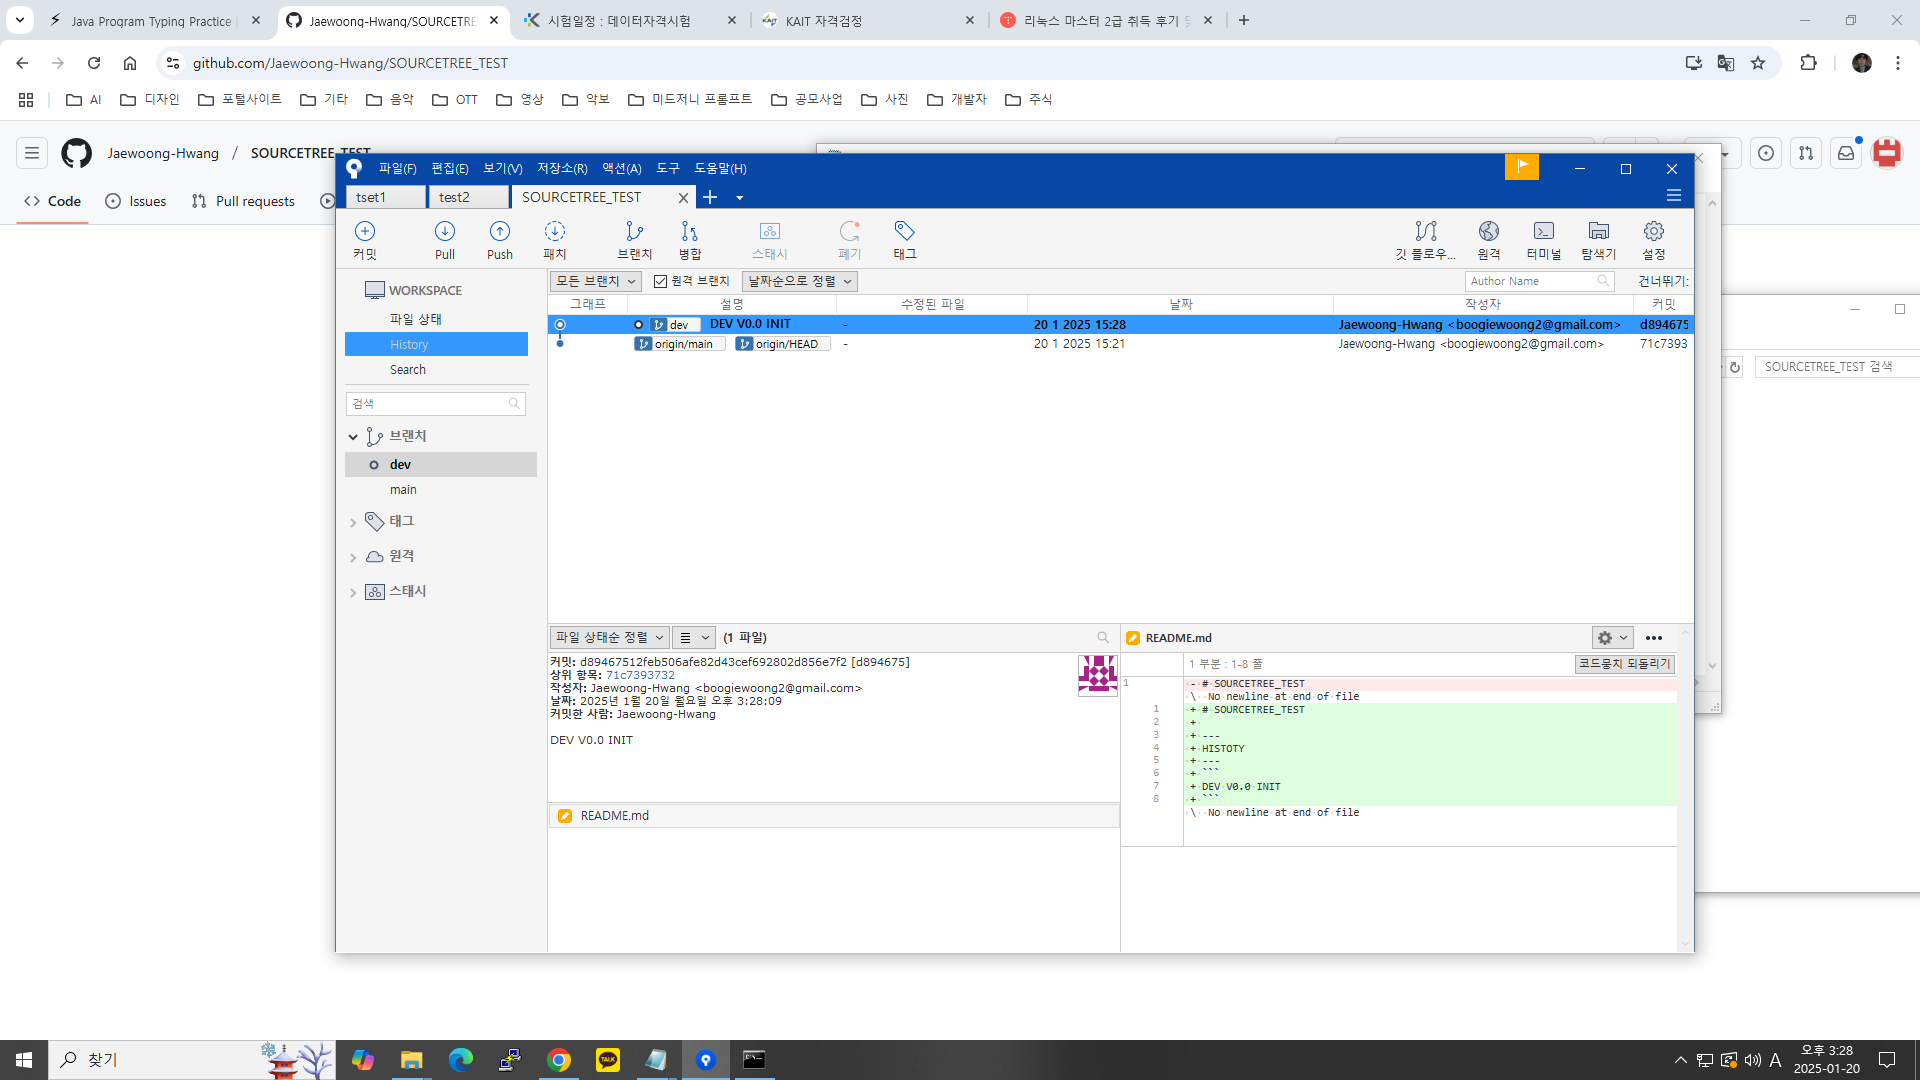 Java Program Typing Practice
Jaewoong-Hwang/SOURCETRE
시험일정 : 데이터자격시험
KAIT 자격검정
리눅스 마스터 2급 취득 후기 및
github.com/Jaewoong-Hwang/SOURCETREE_TEST
AI
디자인
포털사이트
기타
음악
OTT
영상
악보
미드저니 프롬프트
공모사업
사진
개발자
주식
Jaewoong-Hwang / SOURCETREE_TEST
Code
Issues
Pull requests
파일(F) 편집(E) 보기(V) 저장소(R) 액션(A) 도구 도움말(H)
tset1
test2
SOURCETREE_TEST
커밋
Pull
Push
패치
브랜치
병합
스태시
폐기
태그
깃 플로우...
원격
터미널
탐색기
설정
WORKSPACE
파일 상태
History
Search
검색
브랜치
dev
main
태그
원격
스태시
모든 브랜치
원격 브랜치
날짜순으로 정렬
Author Name
건너뛰기:
그래프 설명 수정된 파일 날짜 작성자 커밋
dev DEV V0.0 INIT - 20 1 2025 15:28 Jaewoong-Hwang <boogiewoong2@gmail.com> d894675
origin/main origin/HEAD - 20 1 2025 15:21 Jaewoong-Hwang <boogiewoong2@gmail.com> 71c7393
SOURCETREE_TEST 검색
파일 상태순 정렬
(1 파일)
커밋: d89467512feb506afe82d43cef692802d856e7f2 [d894675]
상위 항목: 71c7393732
작성자: Jaewoong-Hwang <boogiewoong2@gmail.com>
날짜: 2025년 1월 20일 월요일 오후 3:28:09
커밋한 사람: Jaewoong-Hwang
DEV V0.0 INIT
README.md
README.md
1 부분 : 1-8 줄
코드뭉치 되돌리기
1 - # SOURCETREE_TEST
\ No newline at end of file
1 + # SOURCETREE_TEST
2 +
3 + ---
4 + HISTOTY
5 + ---
6 + ```
7 + DEV V0.0 INIT
8 + ```
\ No newline at end of file
찾기
TALK
A
오후 3:28
2025-01-20